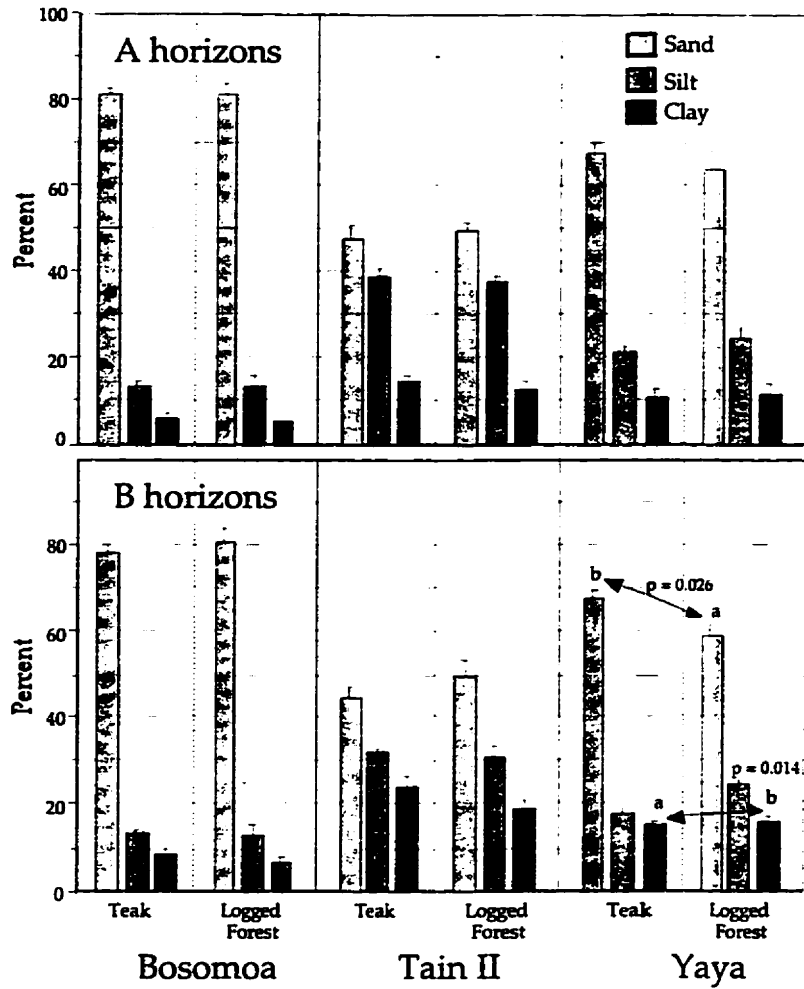 100
80
60
40
20
0
Percent
A horizons
Sand
Silt
Clay
80
60
40
20
0
Percent
B horizons
b
p = 0.026
a
p = 0.014
a
b
Teak
Logged Forest
Teak
Logged Forest
Teak
Logged Forest
Bosomoa
Tain II
Yaya